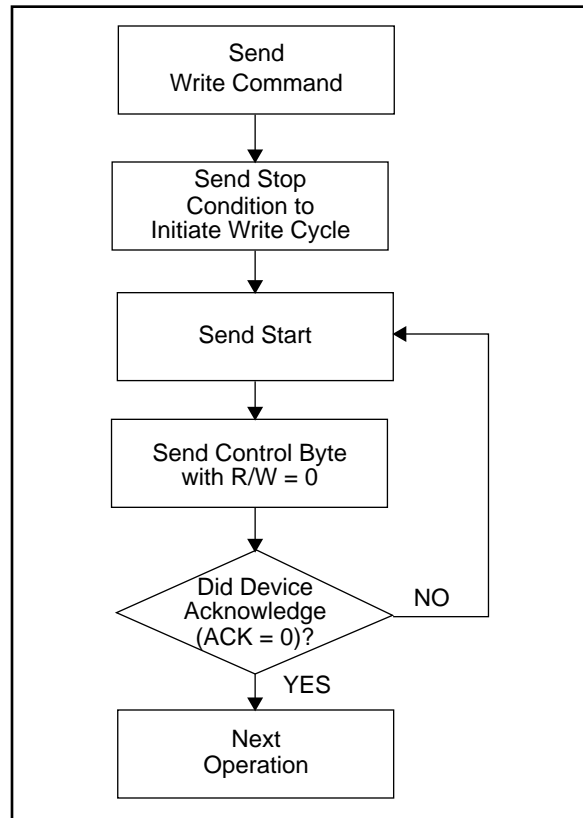 Send
Write Command
Send Stop
Condition to
Initiate Write Cycle
Send Start
Send Control Byte
with R/W = 0
Did Device
Acknowledge
(ACK = 0)?
NO
YES
Next
Operation